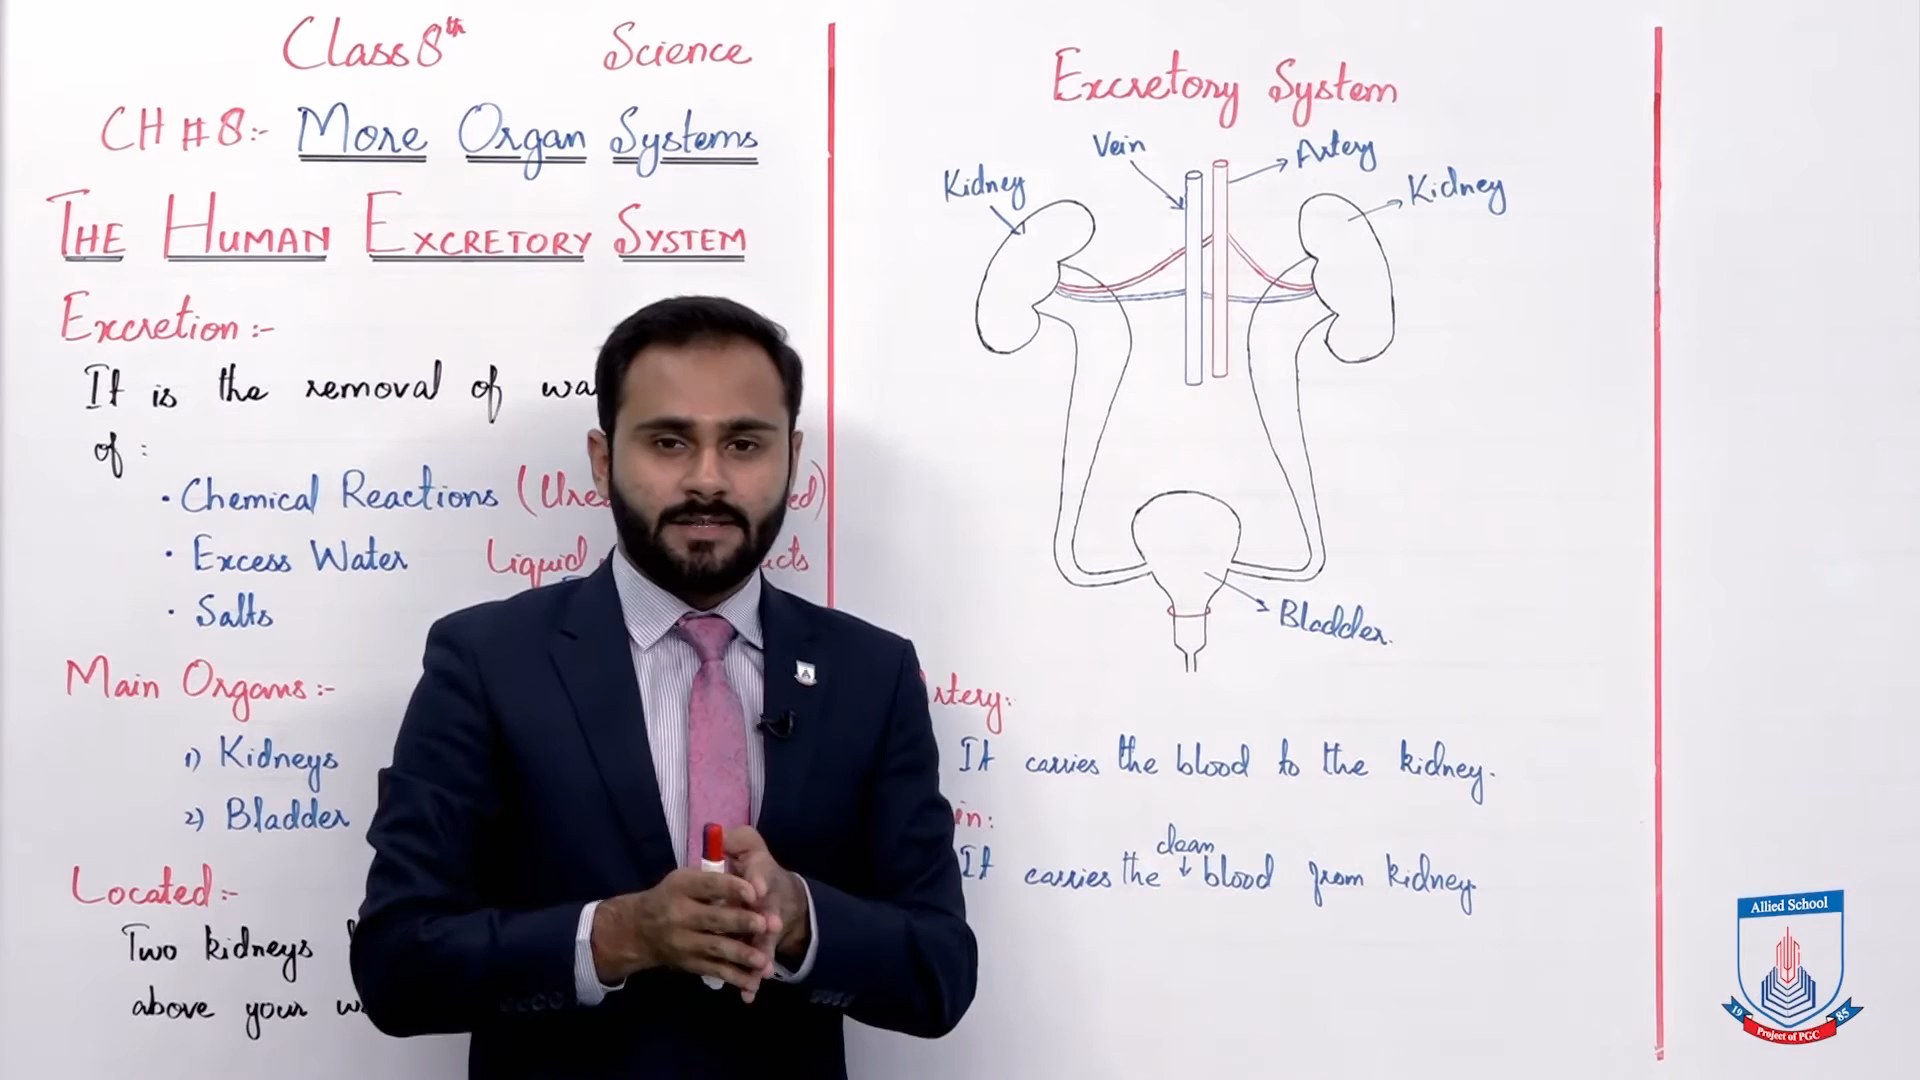 Class 8th Science
CH # 8:- More Organ Systems
THE HUMAN EXCRETORY SYSTEM
Excretion:-
It is the removal of
of:
• Chemical Reactions (
• Excess Water Liquid
• Salts
Main Organs:-
1) Kidneys
2) Bladder
Located:-
Two kidneys
above your
Excretory System
Vein
Artery
Kidney
Kidney
Bladder.
It carries the blood to the kidney.
clean
It carries the ↓ blood from kidney.
Allied School
19 85
Project of PGC